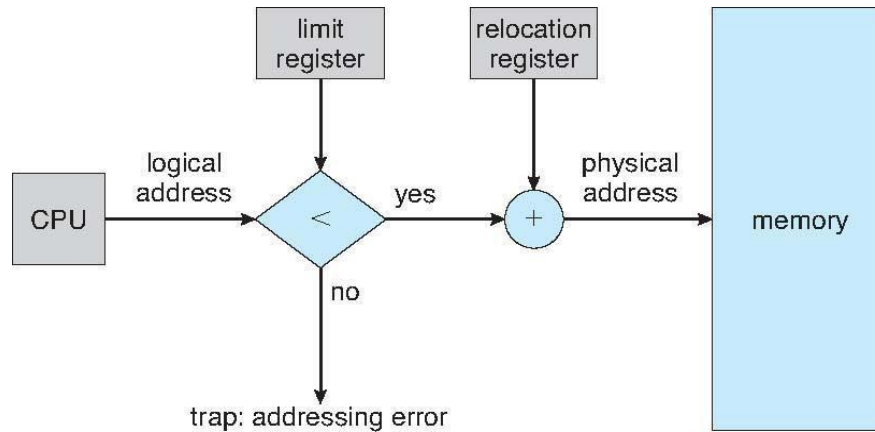 limit
register
relocation
register
logical
address
physical
address
CPU
<
yes
+
memory
no
trap: addressing error